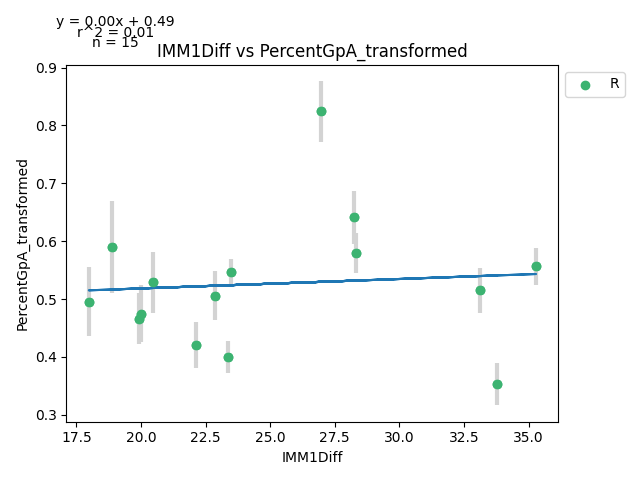 y = 0.00x + 0.49
r^2 = 0.01
n = 15
IMM1Diff vs PercentGpA_transformed
R
PercentGpA_transformed
0.9
0.8
0.7
0.6
0.5
0.4
0.3
17.5 20.0 22.5 25.0 27.5 30.0 32.5 35.0
IMM1Diff